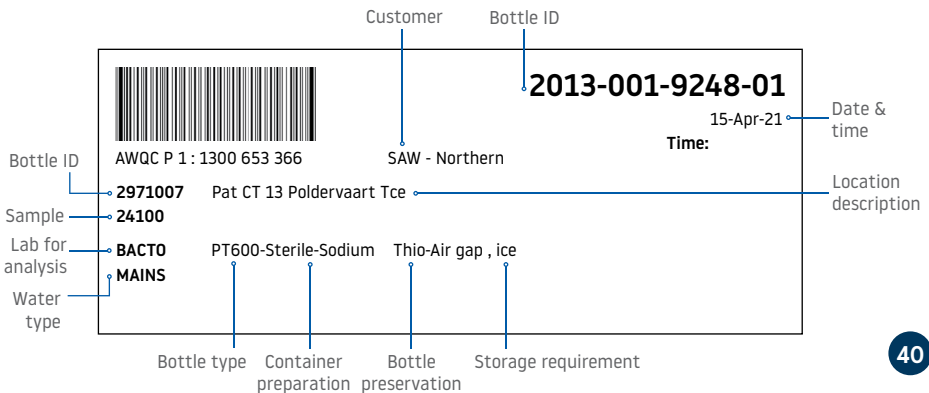 Customer
Bottle ID
2013-001-9248-01
15-Apr-21
Date &
time
Time:
AWQC P 1 : 1300 653 366
SAW - Northern
Bottle ID
2971007
Pat CT 13 Poldervaart Tce
Location
description
Sample
24100
Lab for
analysis
BACTO
PT600-Sterile-Sodium
Thio-Air gap , ice
MAINS
Water
type
Bottle type
Container
preparation
Bottle
preservation
Storage requirement
40